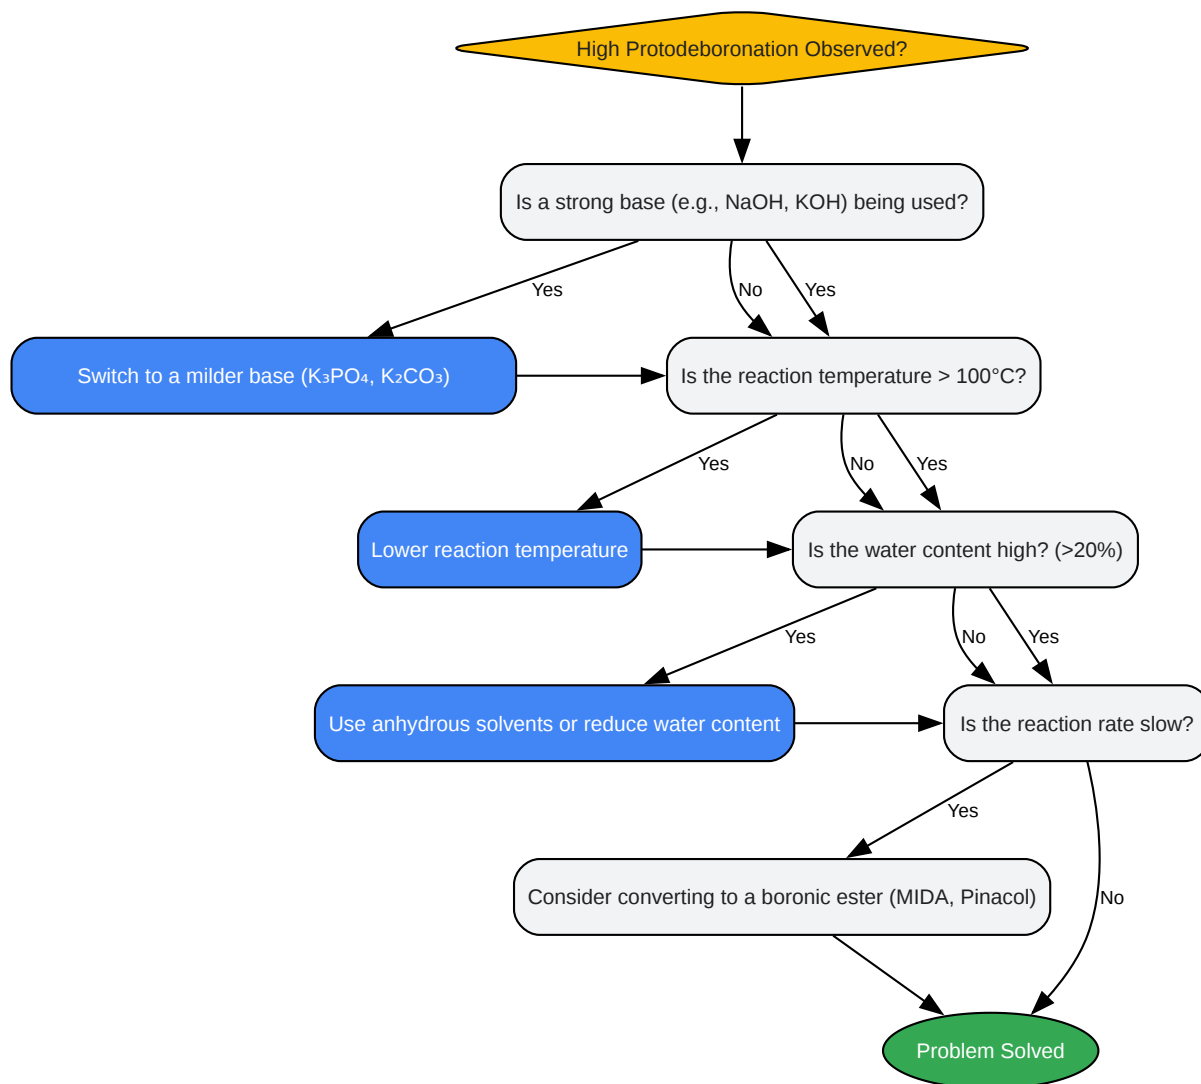 High Protodeboronation Observed?
Is a strong base (e.g., NaOH, KOH) being used?
Yes
No
Yes
Switch to a milder base (K₃PO₄, K₂CO₃)
Is the reaction temperature > 100°C?
Yes
No
Yes
Lower reaction temperature
Is the water content high? (>20%)
Yes
No
Yes
Use anhydrous solvents or reduce water content
Is the reaction rate slow?
Yes
Consider converting to a boronic ester (MIDA, Pinacol)
No
Problem Solved